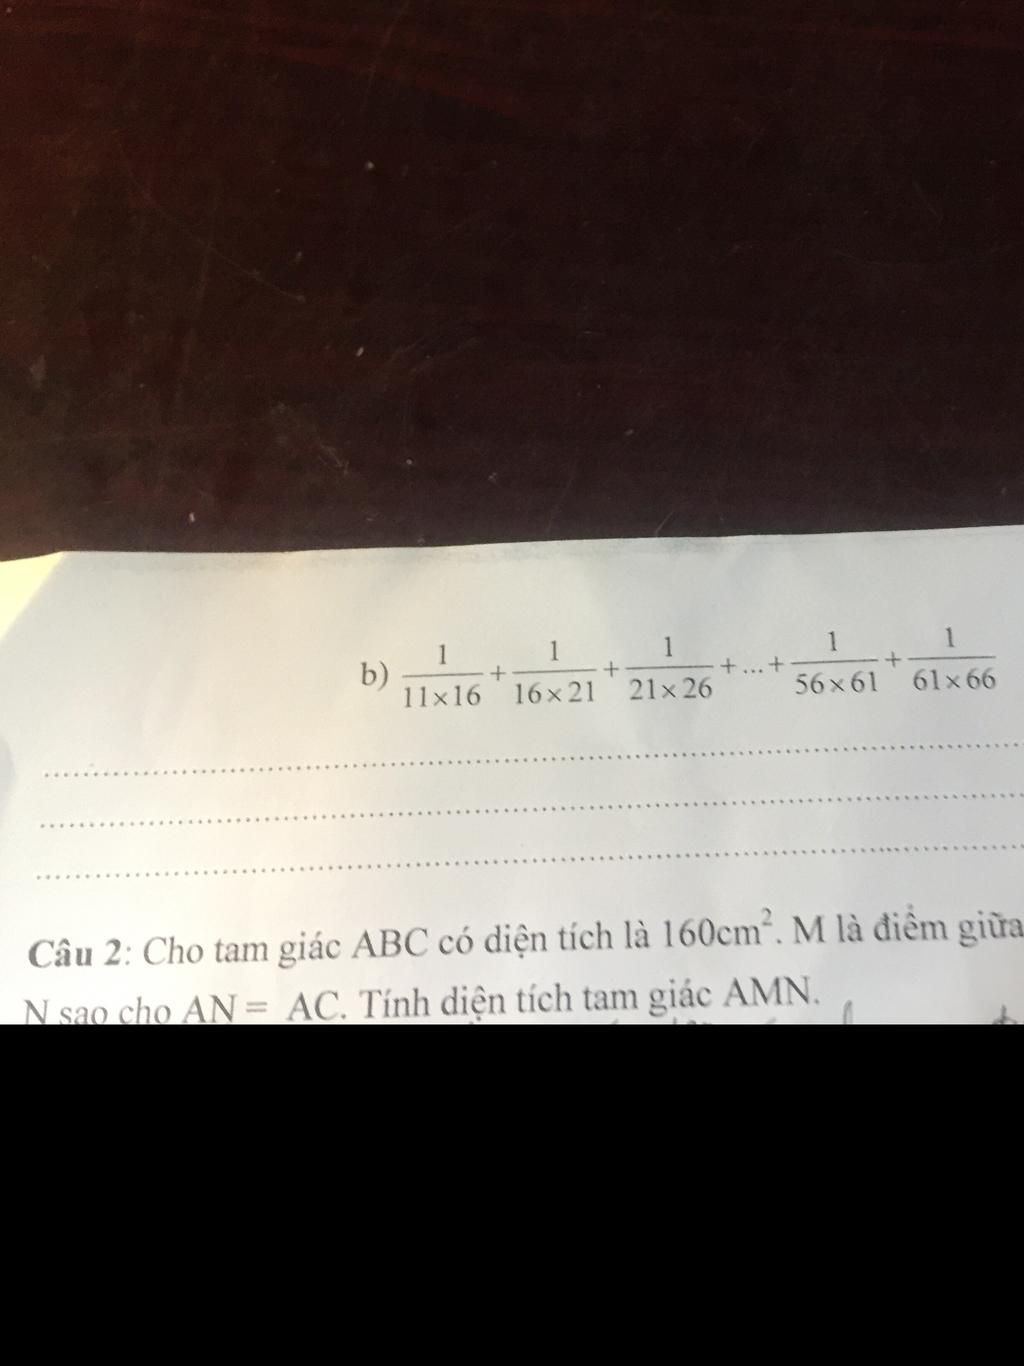 b) 1/11×16 + 1/16×21 + 1/21×26 + ... + 1/56×61 + 1/61×66
Câu 2: Cho tam giác ABC có diện tích là 160cm². M là điểm giữa
N sao cho AN = AC. Tính diện tích tam giác AMN.